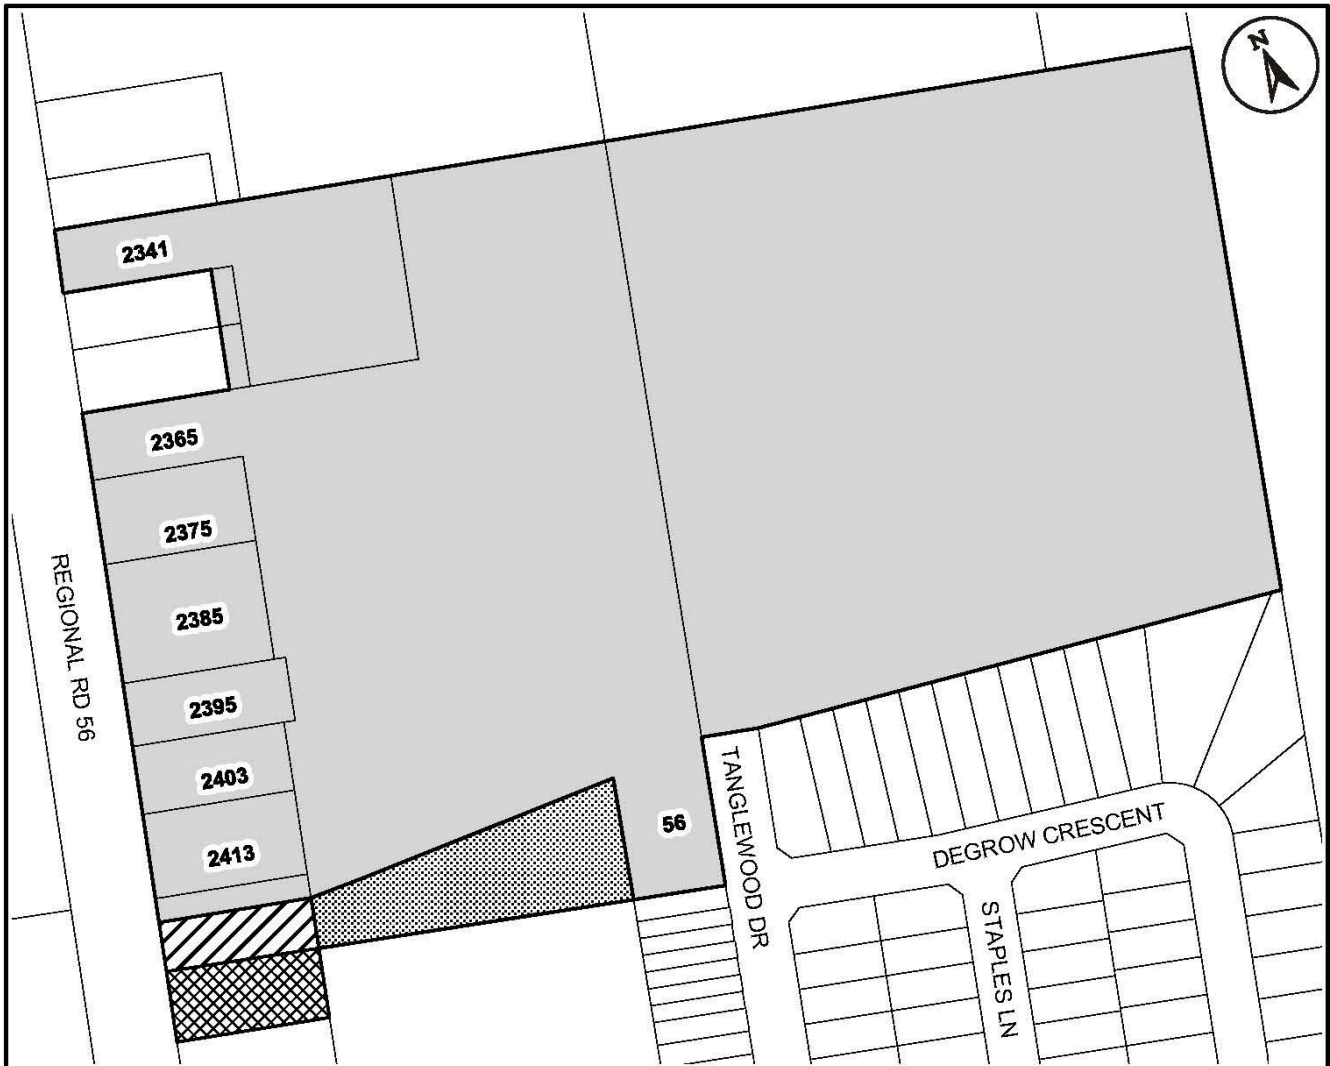 N
2341
2365
2375
2385
REGIONAL RD 56
2395
2403
2413
56
TANGLEWOOD DR
DEGROW CRESCENT
STAPLES LN